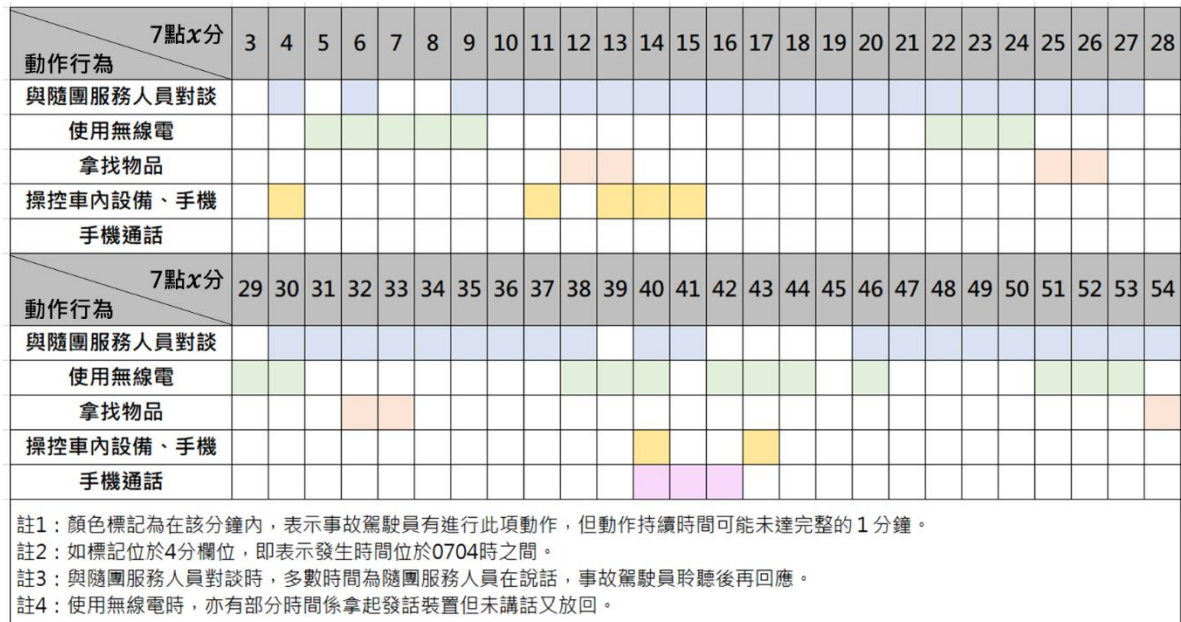 7點x分 3 4 5 6 7 8 9 10 11 12 13 14 15 16 17 18 19 20 21 22 23 24 25 26 27 28
動作行為
與隨團服務人員對談
使用無線電
拿找物品
操控車內設備、手機
手機通話
7點x分 29 30 31 32 33 34 35 36 37 38 39 40 41 42 43 44 45 46 47 48 49 50 51 52 53 54
動作行為
與隨團服務人員對談
使用無線電
拿找物品
操控車內設備、手機
手機通話
註1：顏色標記為在該分鐘內，表示事故駕駛員有進行此項動作，但動作持續時間可能未達完整的1分鐘。
註2：如標記位於4分欄位，即表示發生時間位於0704時之間。
註3：與隨團服務人員對談時，多數時間為隨團服務人員在說話，事故駕駛員聆聽後再回應。
註4：使用無線電時，亦有部分時間係拿起發話裝置但未講話又放回。